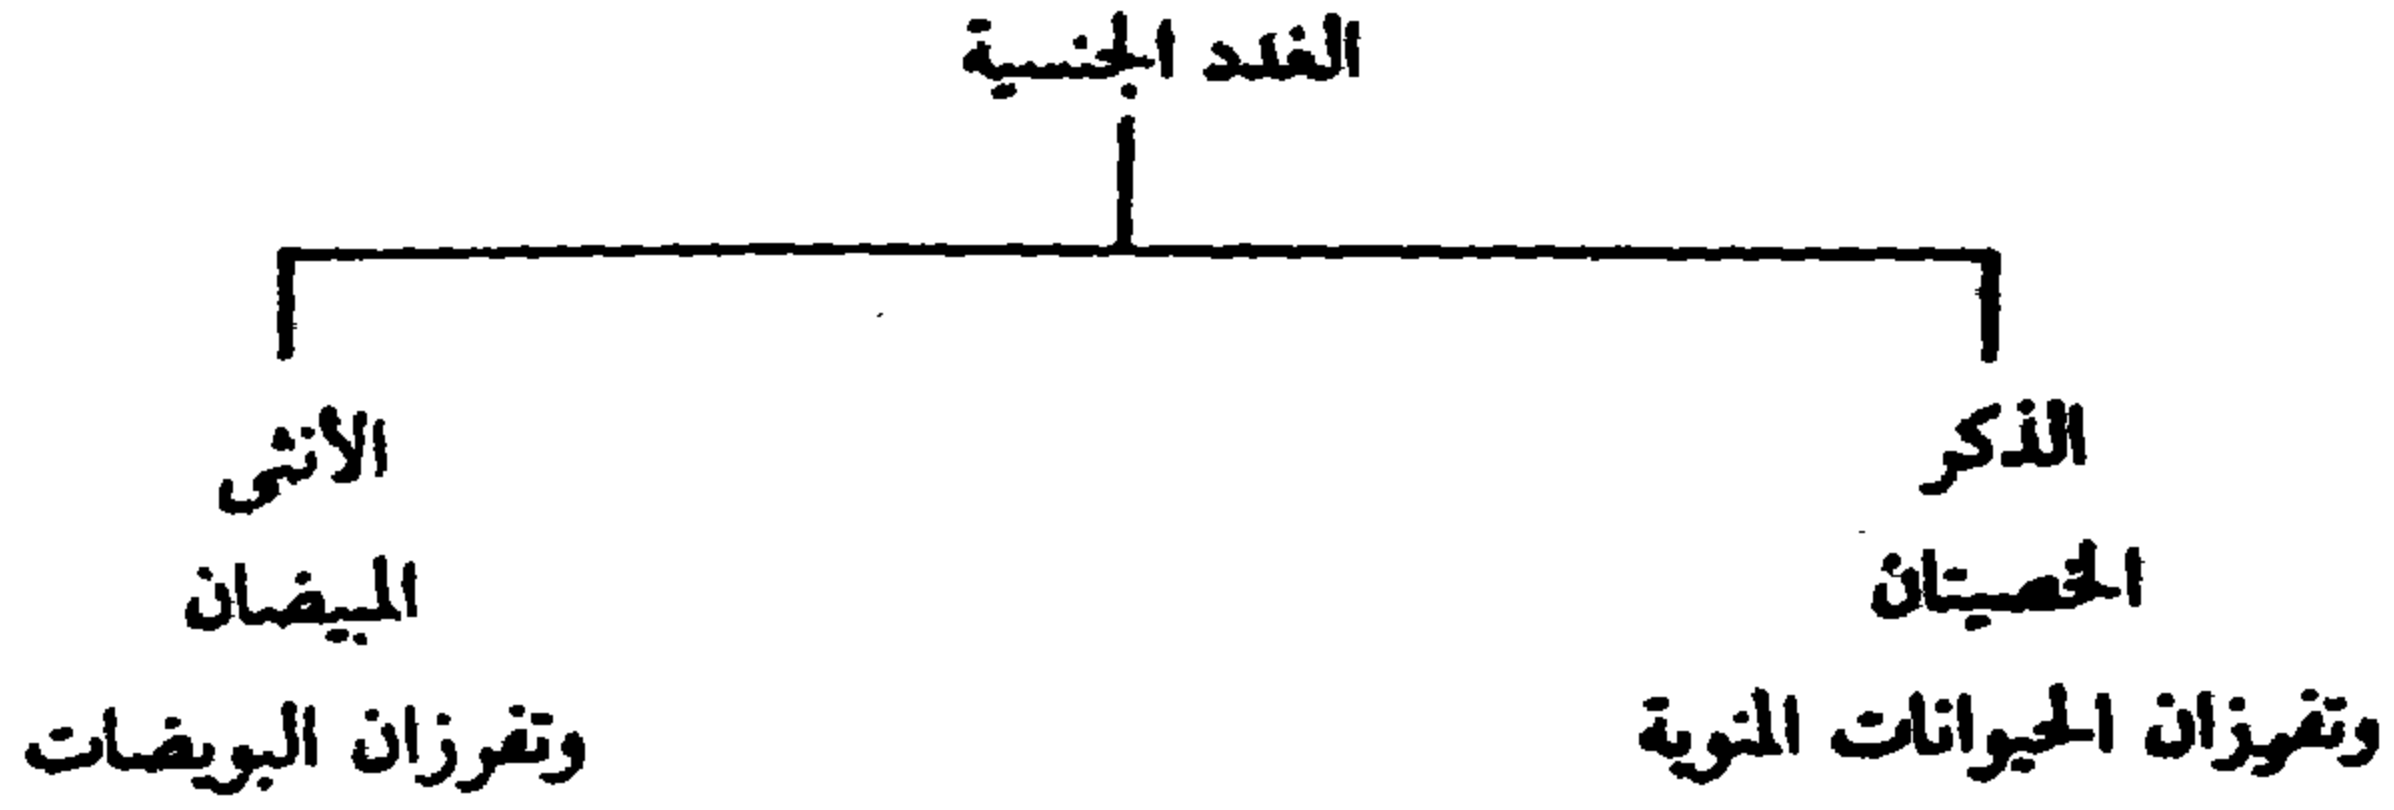 الغدد الجنسية
الذكر
الخصيتان
وتفرزان الحيوانات المنوية
الأنثى
المبيضان
وتفرزان البويضات